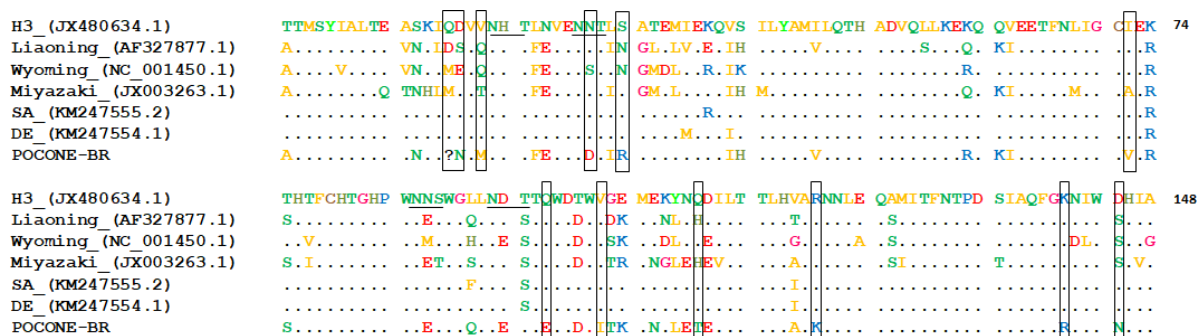 H3_(JX480634.1) TTMSYIALTE ASKIQDVVNH TLNVENNTLS ATEMIEKQVS ILYAMILQTH ADVQLLKEKQ QVEETFNLIG CIEK 74
Liaoning_(AF327877.1) A......... VN.IDS.Q.. ..FE....IN GL.LV.E.IH .....V.... ....S...Q. KI........ ...R
Wyoming_(NC_001450.1) A....V.... VN..ME.Q.. ..FE...S.N GMDL..R.IK .......... ........R. .......... ...R
Miyazaki_(JX003263.1) A........Q TNHIM..T.. ..FE....I. GM.L....IH M......... ........Q. KI.....M.. .A.R
SA_(KM247555.2) .......... .......... .......... ......R... .......... .......... .......... ...R
DE_(KM247554.1) .......... .......... .......... ....M...I. .......... .......... .......... ...R
POCONE-BR A......... .N..?N.M.. ..FE..D.IR ........IH .....V.... ........R. KI........ .V.R
H3_(JX480634.1) THTFCHTGHP WNNSWGLLND TTQWDTWVGE MEKYNQDILT TLHVARNNLE QAMITFNTPD SIAQFGKNIW DHIA 148
Liaoning_(AF327877.1) S......... ..E...Q... .S...D..DK ..NL.H.... ...T...... .S........ .......... S...
Wyoming_(NC_001450.1) .V........ ..M...H..E .S...D..SK ..DL..E... ...G.....A .S........ .......DL. S..G
Miyazaki_(JX003263.1) S.I....... ..ET..S... .S...D..TR .NGLEHEV.. ...A...... .SI....... T......... S.V.
SA_(KM247555.2) .......... ......F... .S........ .......... ...I...... .......... .......... ....
DE_(KM247554.1) .......... .......... .S........ .......... ...I...... .......... .......... ....
POCONE-BR S......... ..E...Q..E ..E..D.ITK ..NLETE... ...A.K.... .......... ......R... N...